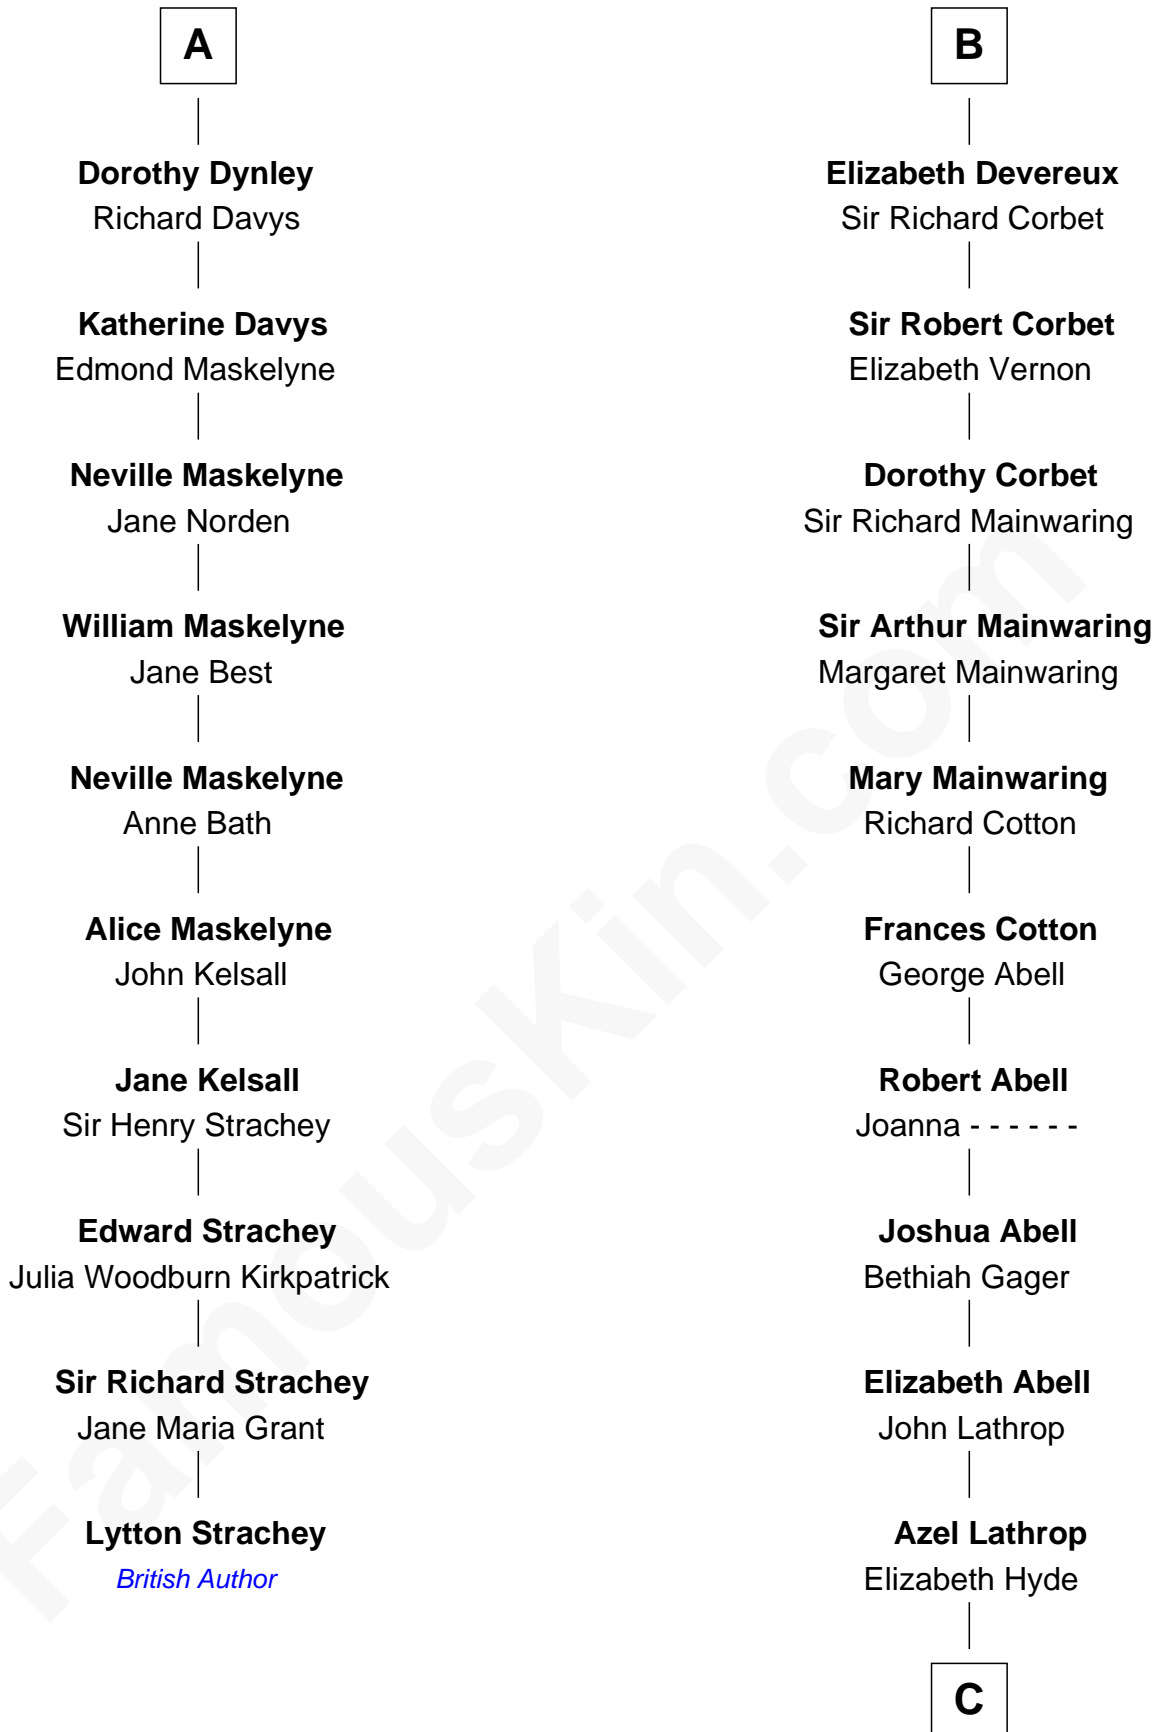 A
Dorothy Dynley
Richard Davys
Katherine Davys
Edmond Maskelyne
Neville Maskelyne
Jane Norden
William Maskelyne
Jane Best
Neville Maskelyne
Anne Bath
Alice Maskelyne
John Kelsall
Jane Kelsall
Sir Henry Strachey
Edward Strachey
Julia Woodburn Kirkpatrick
Sir Richard Strachey
Jane Maria Grant
Lytton Strachey
British Author
B
Elizabeth Devereux
Sir Richard Corbet
Sir Robert Corbet
Elizabeth Vernon
Dorothy Corbet
Sir Richard Mainwaring
Sir Arthur Mainwaring
Margaret Mainwaring
Mary Mainwaring
Richard Cotton
Frances Cotton
George Abell
Robert Abell
Joanna - - - - - -
Joshua Abell
Bethiah Gager
Elizabeth Abell
John Lathrop
Azel Lathrop
Elizabeth Hyde
C
FamousKin.com